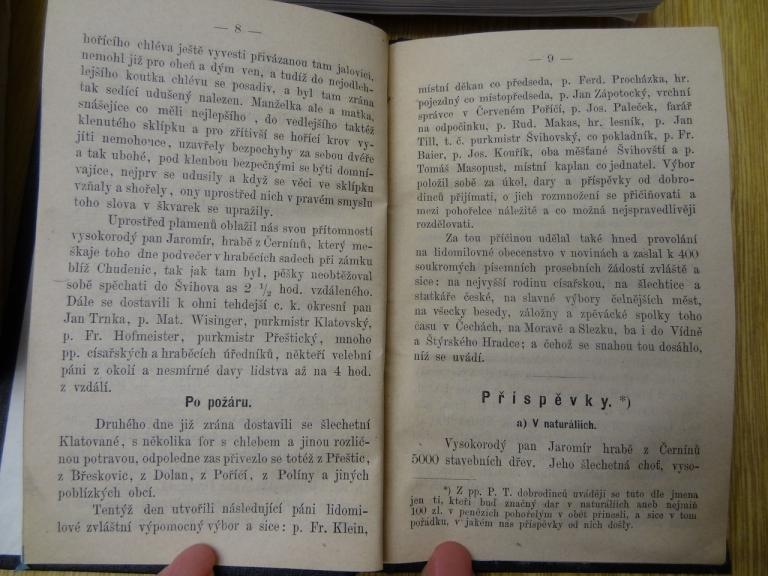 — 8 —
hořícího chléva ještě vyvesti přivázanou tam jalovici,
nemohl již pro oheň a dým ven, a tudíž do nejodleh-
lejšího koutka chlévu se posadiv, a byl tam zrána
tak sedící udušený nalezen. Manželka ale a matka,
snášejíce co měli nejlepšího , do vedlejšího taktéž
klenutého sklípku a pro zřítivší se hořící krov vy-
jíti nemohouce, uzavřely bezpochyby za sebou dvéře
a tak ubohé, pod klenbou bezpečnými se býti domní-
vajíce, nejprv se udusily a když se věci ve sklípku
vzňaly a shořely, ony uprostřed nich v pravém smyslu
toho slova v škvarek se upražily.
Uprostřed plamenů oblažil nás svou přítomností
vysokorodý pan Jaromír, hrabě z Černínů, který me-
škaje toho dne podvečer v hraběcích sadech při zámku
blíž Chudenic, tak jak tam byl, pěšky neobtěžoval
sobě spěchati do Švihova as 2 ½ hod. vzdáleného.
Dále se dostavili k ohni tehdejší c. k. okresní pan
Jan Trnka, p. Mat. Wisinger, purkmistr Klatovský,
p. Fr. Hofmeister, purkmistr Přeštický, mnoho
pp. císařských a hraběcích úředníků, někteří velební
páni z okolí a nesmírné davy lidstva až na 4 hod.
z vzdálí.
Po požáru.
Druhého dne již zrána dostavili se šlechetní
Klatované, s několika for s chlebem a jinou rozlič-
nou potravou, odpoledne zas přivezlo se totéž z Přeštic,
z Břeskovic, z Dolan, z Poříčí, z Políny a jiných
poblízkých obcí.
Tentýž den utvořili následující páni lidomi-
lové zvláštní výpomocný výbor a sice: p. Fr. Klein,
— 9 —
místní děkan co předseda, p. Ferd. Procházka, hr.
pojezdný co místopředseda, p. Jan Zápotocký, vrchní
správce v Červeném Poříčí, p. Jos. Paleček, farář
na odpočinku, p. Rud. Makas, hr. lesník, p. Jan
Till, t. č. purkmistr Švihovský, co pokladník, p. Fr.
Baier, p. Jos. Kouřík, oba měšťané Švihovští a p.
Tomáš Masopust, místní kaplan co jednatel. Výbor
položil sobě za úkol, dary a příspěvky od dobro-
dinců přijímati, o jich rozmnožení se přičiňovati a
mezi pohořelce náležitě a co možná nejspravedlivěji
rozdělovati.
Za tou příčinou udělal také hned provolání
na lidomilovné obecenstvo v novinách a zaslal k 400
soukromých písemních prosebních žádostí zvláště a
sice: na nejvyšší rodinu císařskou, na šlechtice a
statkáře české, na slavné výbory čelnějších měst,
na všecky besedy, záložny a zpěvácké spolky toho
času v Čechách, na Moravě a Slezku, ba i do Vídně
a Štýrského Hradce; a čehož se snahou tou dosáhlo,
níž se uvádí.
Příspěvky. *)
a) V naturáliich.
Vysokorodý pan Jaromír hrabě z Černínů
5000 stavebních dřev. Jeho šlechetná choť, vyso-
*) Z pp. P. T. dobrodinců uvádějí se tuto dle jmena
jen ti, kteří buď značný dar v naturáliích aneb nejmíň
100 zl. v penězích pohořelým v oběť přinesli, a sice v tom
pořádku, v jakém nás příspěvky od nich došly.